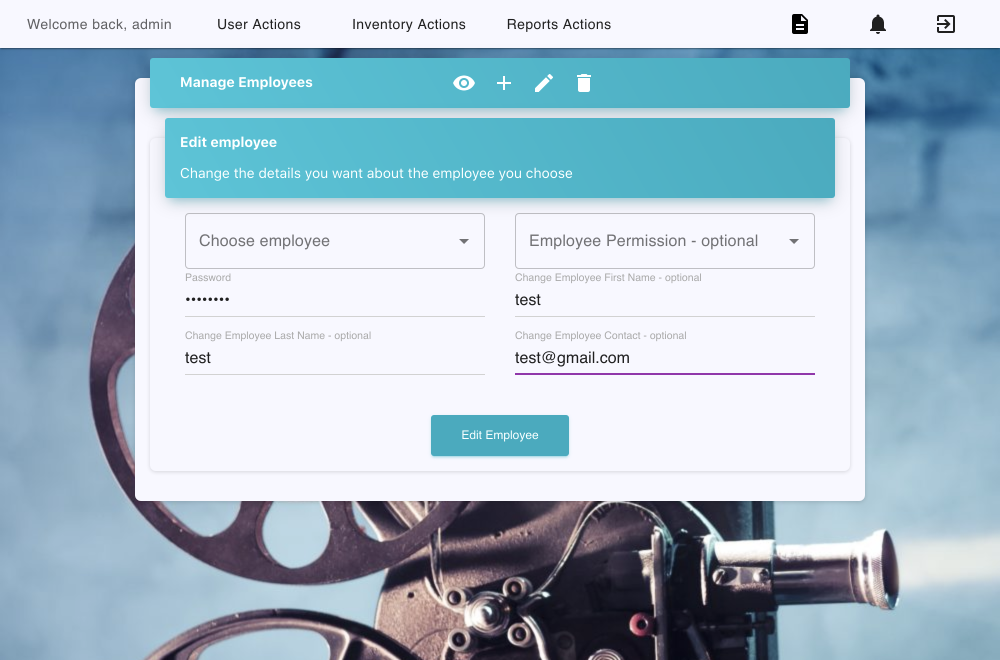 Welcome back, admin User Actions Inventory Actions Reports Actions
Manage Employees
Edit employee
Change the details you want about the employee you choose
Choose employee Employee Permission - optional
Password Change Employee First Name - optional
•••••••• test
Change Employee Last Name - optional Change Employee Contact - optional
test test@gmail.com
Edit Employee